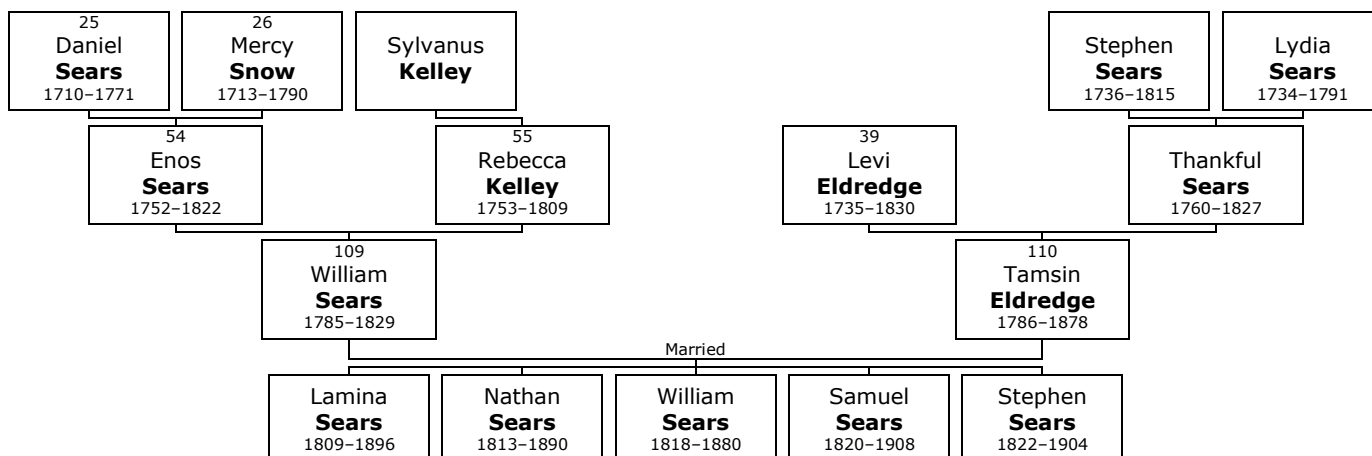 25
Daniel
Sears
1710–1771
26
Mercy
Snow
1713–1790
Sylvanus
Kelley
Stephen
Sears
1736–1815
Lydia
Sears
1734–1791
54
Enos
Sears
1752–1822
55
Rebecca
Kelley
1753–1809
39
Levi
Eldredge
1735–1830
Thankful
Sears
1760–1827
109
William
Sears
1785–1829
110
Tamsin
Eldredge
1786–1878
Married
Lamina
Sears
1809–1896
Nathan
Sears
1813–1890
William
Sears
1818–1880
Samuel
Sears
1820–1908
Stephen
Sears
1822–1904